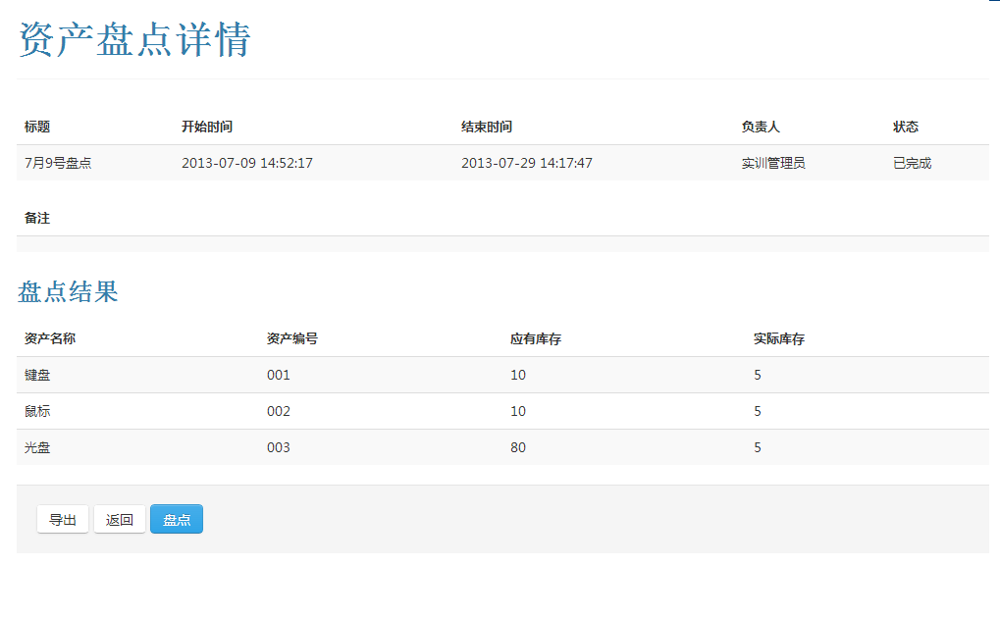 资产盘点详情
标题 开始时间 结束时间 负责人 状态
7月9号盘点 2013-07-09 14:52:17 2013-07-29 14:17:47 实训管理员 已完成
备注
盘点结果
资产名称 资产编号 应有库存 实际库存
键盘 001 10 5
鼠标 002 10 5
光盘 003 80 5
导出 返回 盘点